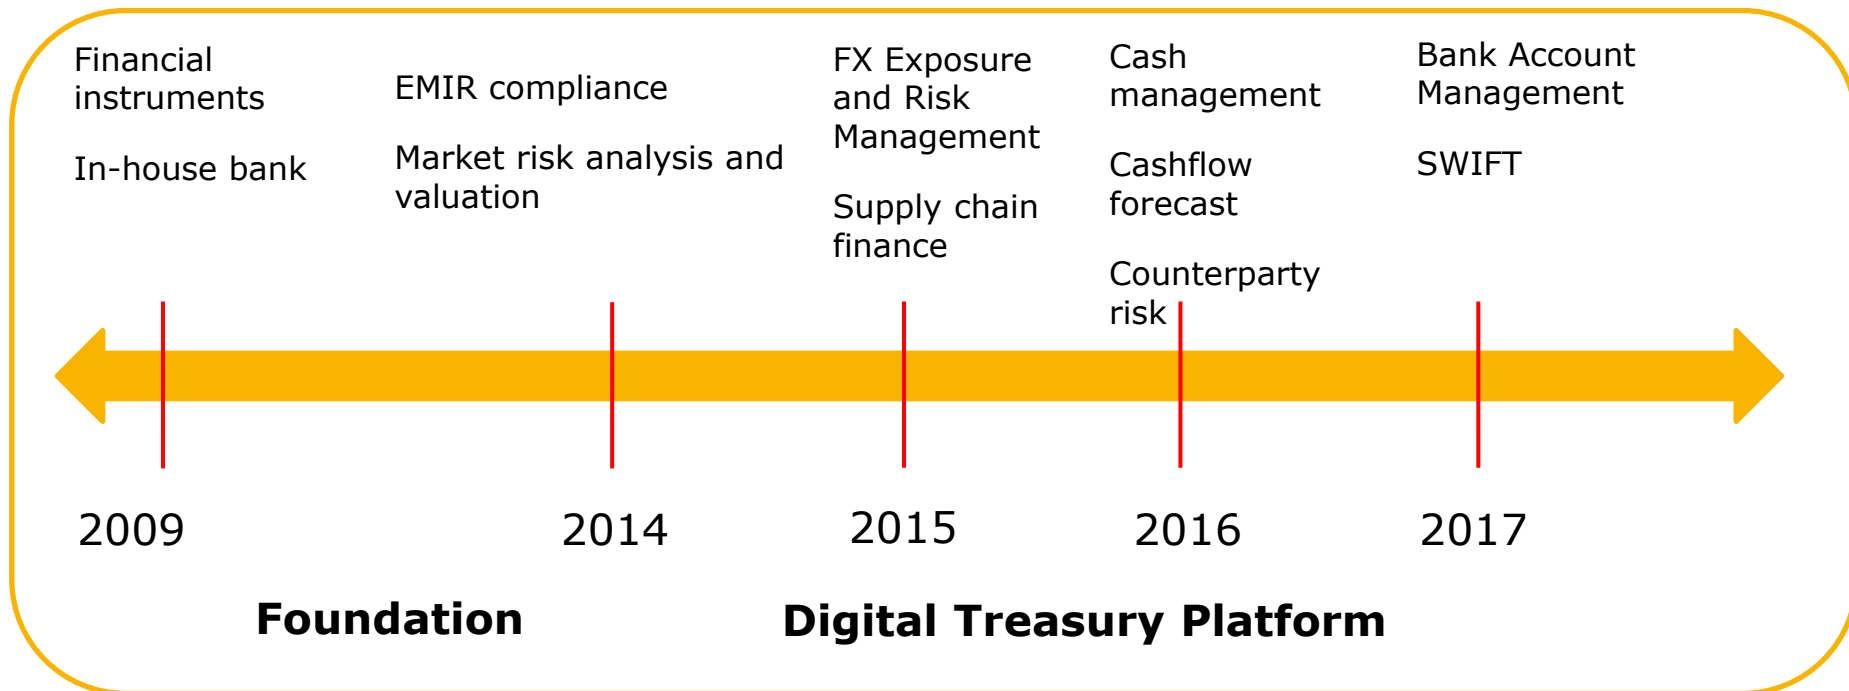 Financial
instruments
In-house bank
EMIR compliance
Market risk analysis and
valuation
FX Exposure
and Risk
Management
Supply chain
finance
Cash
management
Cashflow
forecast
Counterparty
risk
Bank Account
Management
SWIFT
2009
2014
2015
2016
2017
Foundation
Digital Treasury Platform